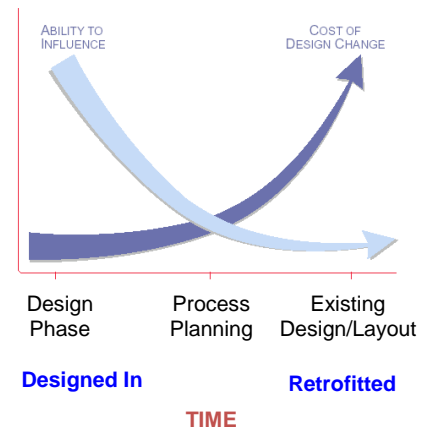 ABILITY TO
INFLUENCE
COST OF
DESIGN CHANGE
Design
Phase
Process
Planning
Existing
Design/Layout
Designed In
Retrofitted
TIME